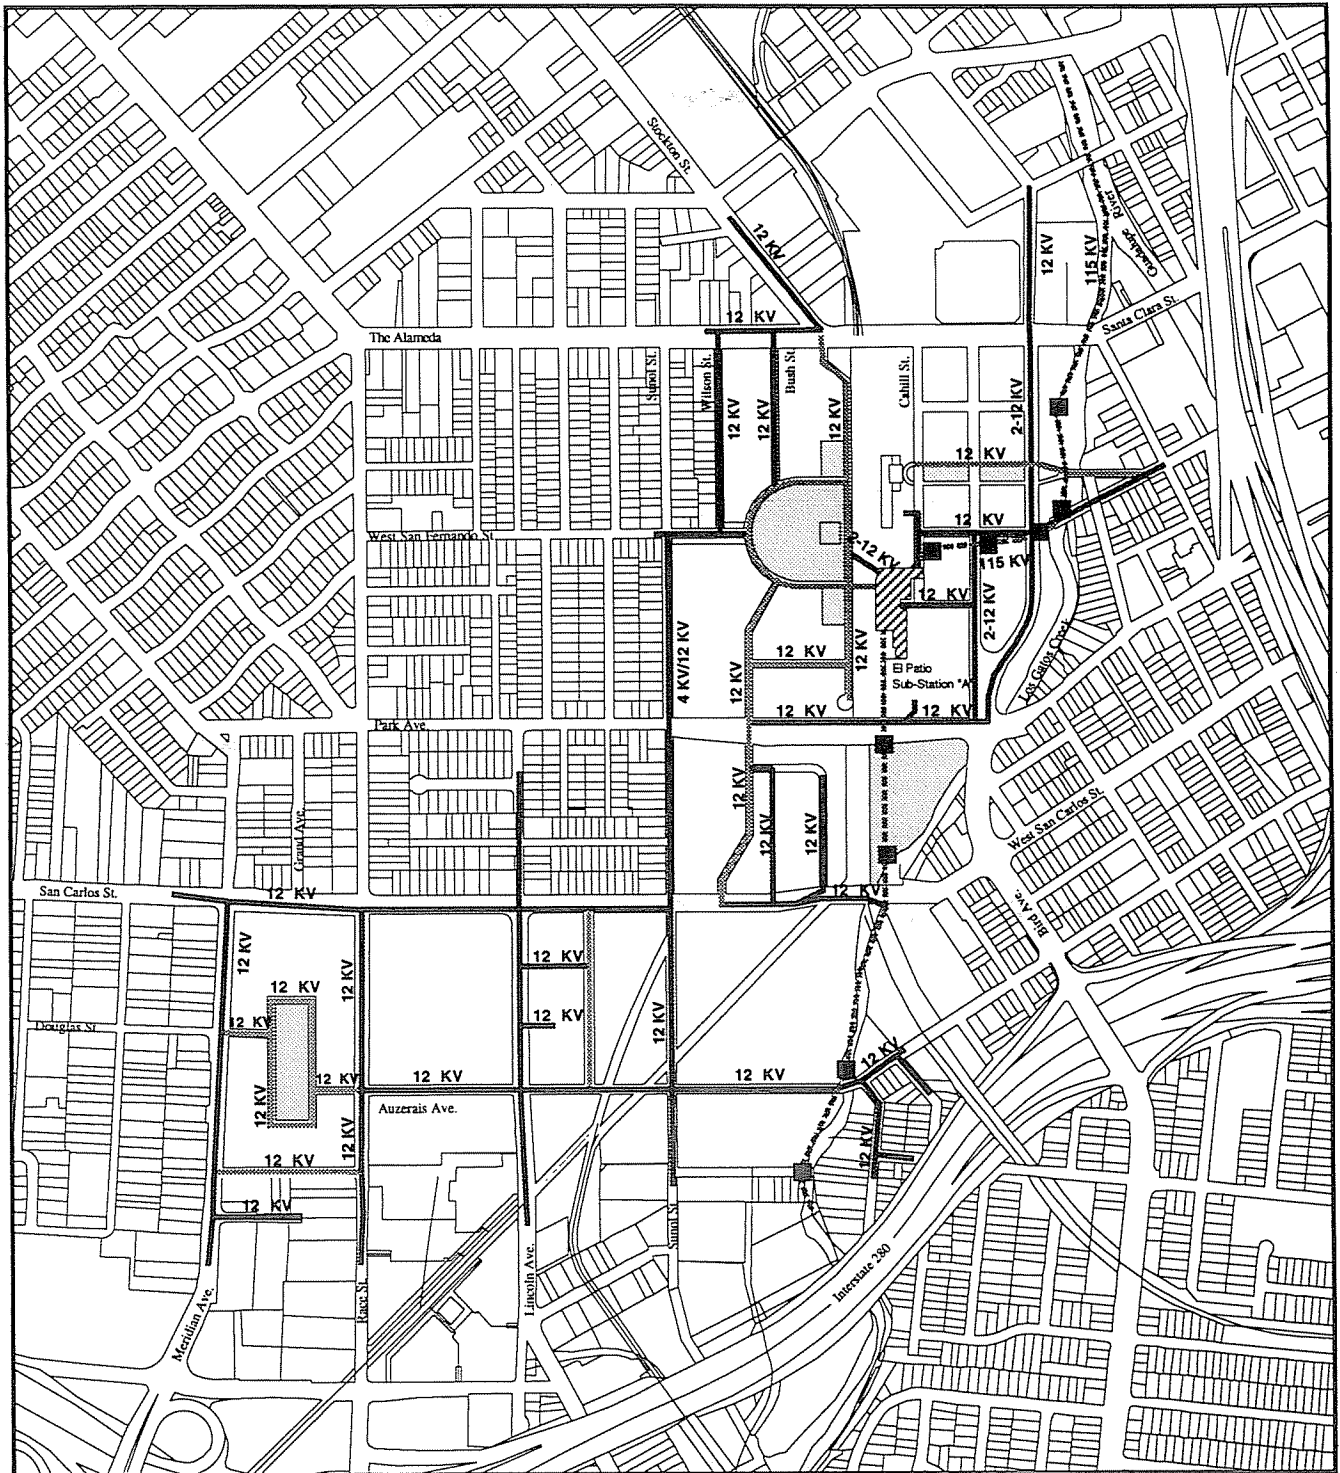 Stockton St.
12 KV
12 KV
115 KV
Guadalupe
River
Santa Clara St.
12 KV
The Alameda
Sunol St.
Wilson St.
Bush St.
Cahill St.
12 KV
12 KV
12 KV
2-12 KV
12 KV
12 KV
West San Fernando St.
2-12 KV
115 KV
12 KV
2-12 KV
4 KV/12 KV
12 KV
12 KV
12 KV
El Patio
Sub-Station "A"
Los Gatos Creek
12 KV
12 KV
Park Ave.
12 KV
12 KV
12 KV
Grand Ave.
West San Carlos St.
San Carlos St.
12 KV
12 KV
Bird Ave.
12 KV
12 KV
12 KV
12 KV
12 KV
12 KV
12 KV
Douglas St.
12 KV
12 KV
12 KV
12 KV
12 KV
12 KV
Auzerais Ave.
12 KV
12 KV
12 KV
12 KV
Sunol St.
Interstate 280
Lincoln Ave.
Race St.
Meridian Ave.